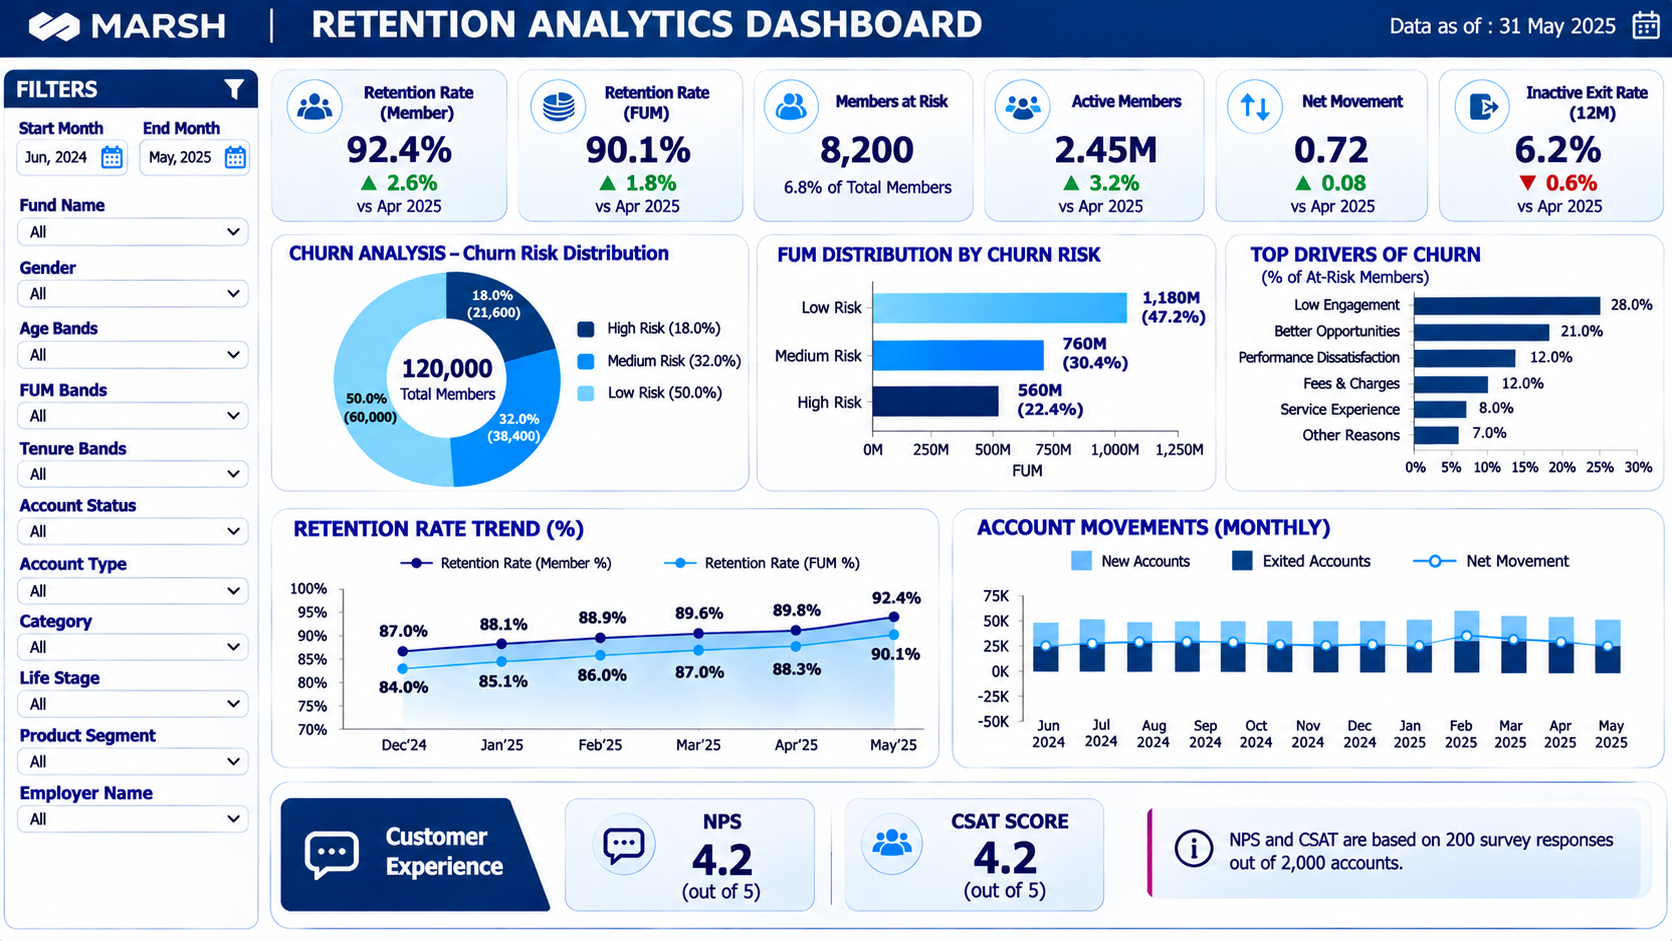 MARSH
RETENTION ANALYTICS DASHBOARD
Data as of : 31 May 2025
FILTERS
Start Month
End Month
Jun, 2024
May, 2025
Fund Name
All
Gender
All
Age Bands
All
FUM Bands
All
Tenure Bands
All
Account Status
All
Account Type
All
Category
All
Life Stage
All
Product Segment
All
Employer Name
All
Retention Rate
(Member)
92.4%
▲ 2.6%
vs Apr 2025
Retention Rate
(FUM)
90.1%
▲ 1.8%
vs Apr 2025
Members at Risk
8,200
6.8% of Total Members
Active Members
2.45M
▲ 3.2%
vs Apr 2025
Net Movement
0.72
▲ 0.08
vs Apr 2025
Inactive Exit Rate
(12M)
6.2%
▼ 0.6%
vs Apr 2025
CHURN ANALYSIS – Churn Risk Distribution
18.0%
(21,600)
120,000
Total Members
50.0%
(60,000)
32.0%
(38,400)
High Risk (18.0%)
Medium Risk (32.0%)
Low Risk (50.0%)
FUM DISTRIBUTION BY CHURN RISK
Low Risk
1,180M
(47.2%)
Medium Risk
760M
(30.4%)
High Risk
560M
(22.4%)
0M 250M 500M 750M 1,000M 1,250M
FUM
TOP DRIVERS OF CHURN
(% of At-Risk Members)
Low Engagement 28.0%
Better Opportunities 21.0%
Performance Dissatisfaction 12.0%
Fees & Charges 12.0%
Service Experience 8.0%
Other Reasons 7.0%
0% 5% 10% 15% 20% 25% 30%
RETENTION RATE TREND (%)
Retention Rate (Member %)
Retention Rate (FUM %)
100%
95%
90%
85%
80%
75%
70%
87.0% 88.1% 88.9% 89.6% 89.8% 92.4%
84.0% 85.1% 86.0% 87.0% 88.3% 90.1%
Dec'24 Jan'25 Feb'25 Mar'25 Apr'25 May'25
ACCOUNT MOVEMENTS (MONTHLY)
New Accounts
Exited Accounts
Net Movement
75K
50K
25K
0K
-25K
-50K
Jun Jul Aug Sep Oct Nov Dec Jan Feb Mar Apr May
2024 2024 2024 2024 2024 2024 2024 2025 2025 2025 2025 2025
Customer
Experience
NPS
4.2
(out of 5)
CSAT SCORE
4.2
(out of 5)
NPS and CSAT are based on 200 survey responses
out of 2,000 accounts.